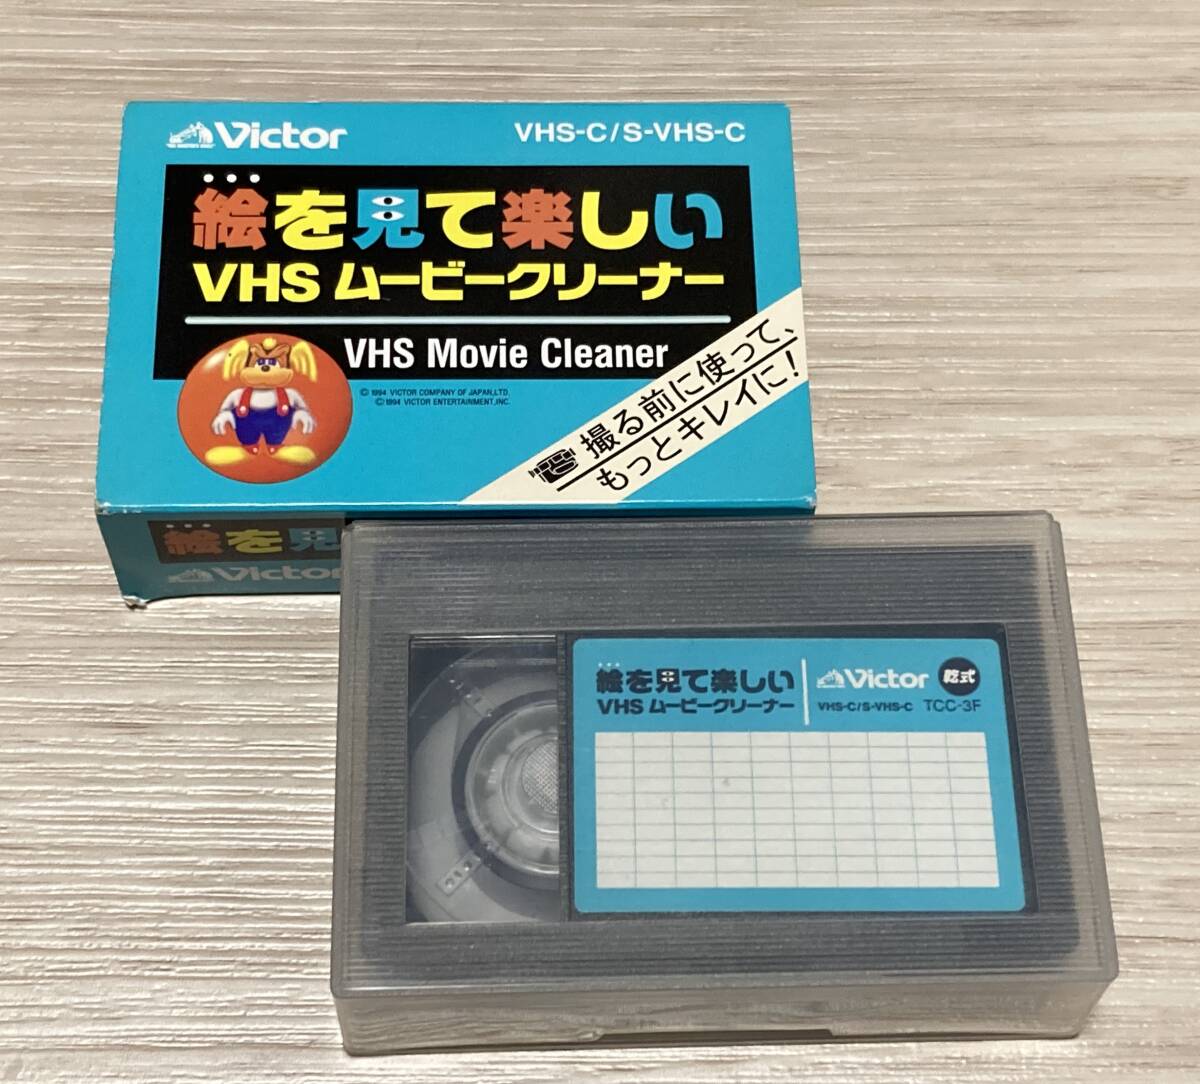 Victor
VHS-C/S-VHS-C
絵を見て楽しい
VHS ムービークリーナー
VHS Movie Cleaner
© 1994 VICTOR COMPANY OF JAPAN, LTD.
© 1994 VICTOR ENTERTAINMENT, INC.
撮る前に使って、
もっとキレイに!
絵を見
Victor
絵を見て楽しい
VHS ムービークリーナー
Victor
乾式
VHS-C/S-VHS-C TCC-3F